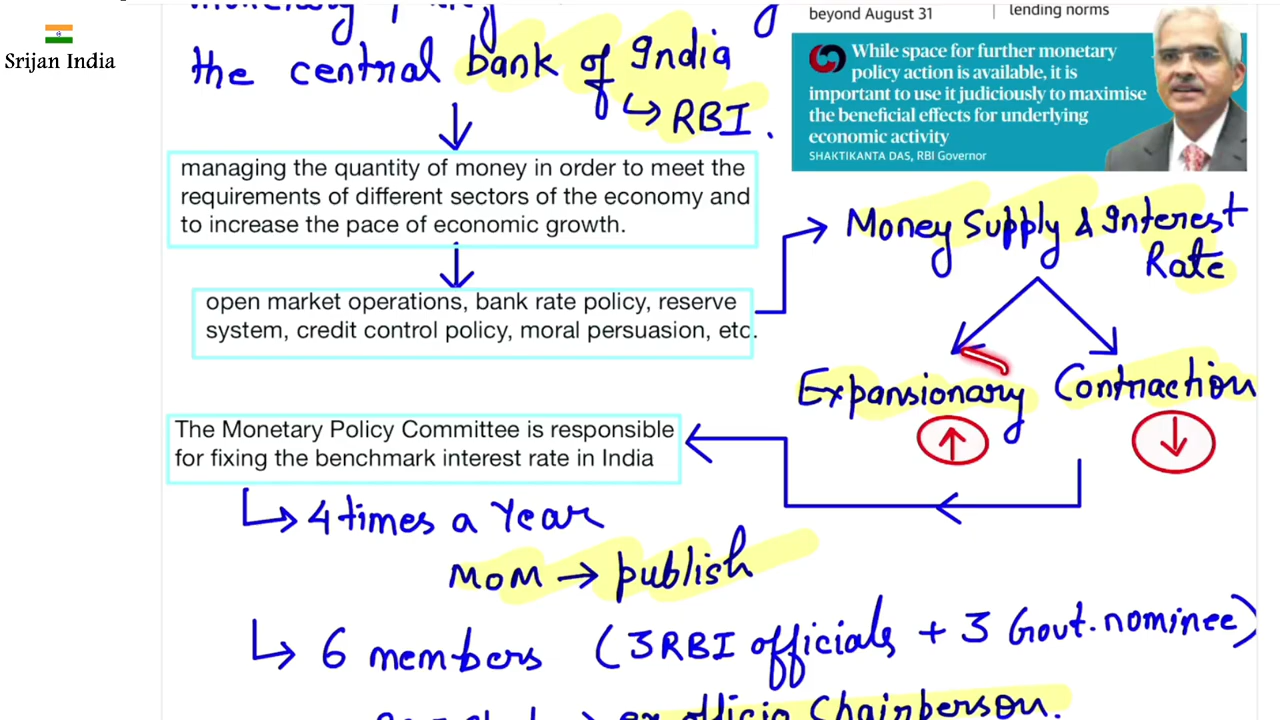 beyond August 31
lending norms
Srijan India
monetary policy
the central bank of India
↳ RBI.
While space for further monetary
policy action is available, it is
important to use it judiciously to maximise
the beneficial effects for underlying
economic activity
SHAKTIKANTA DAS, RBI Governor
managing the quantity of money in order to meet the
requirements of different sectors of the economy and
to increase the pace of economic growth.
Money Supply & Interest
Rate
open market operations, bank rate policy, reserve
system, credit control policy, moral persuasion, etc.
Expansionary
Contraction
The Monetary Policy Committee is responsible
for fixing the benchmark interest rate in India
↳ 4 times a Year
MOM → publish
↳ 6 members (3 RBI officials + 3 Govt. nominee)
→ ex officio Chairperson.